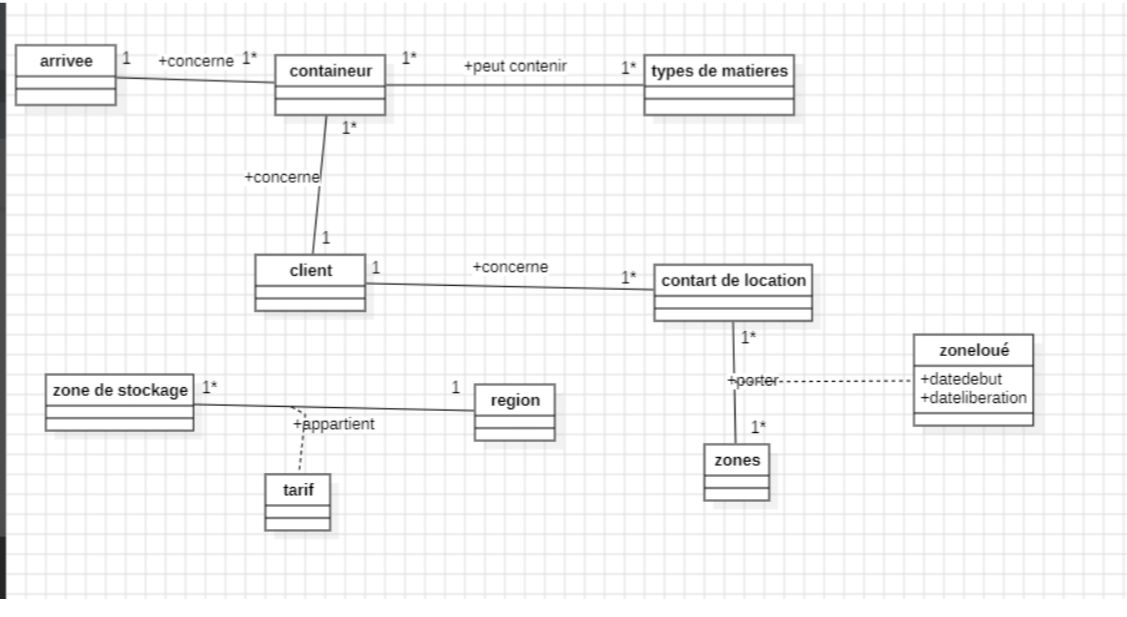 arrivee
1
+concerne
1*
containeur
1*
+peut contenir
1*
types de matieres
1*
+concerne
1
client
1
+concerne
1*
contart de location
1*
+porter
zoneloué
+datedebut
+dateliberation
1*
zones
zone de stockage
1*
1
region
+appartient
tarif